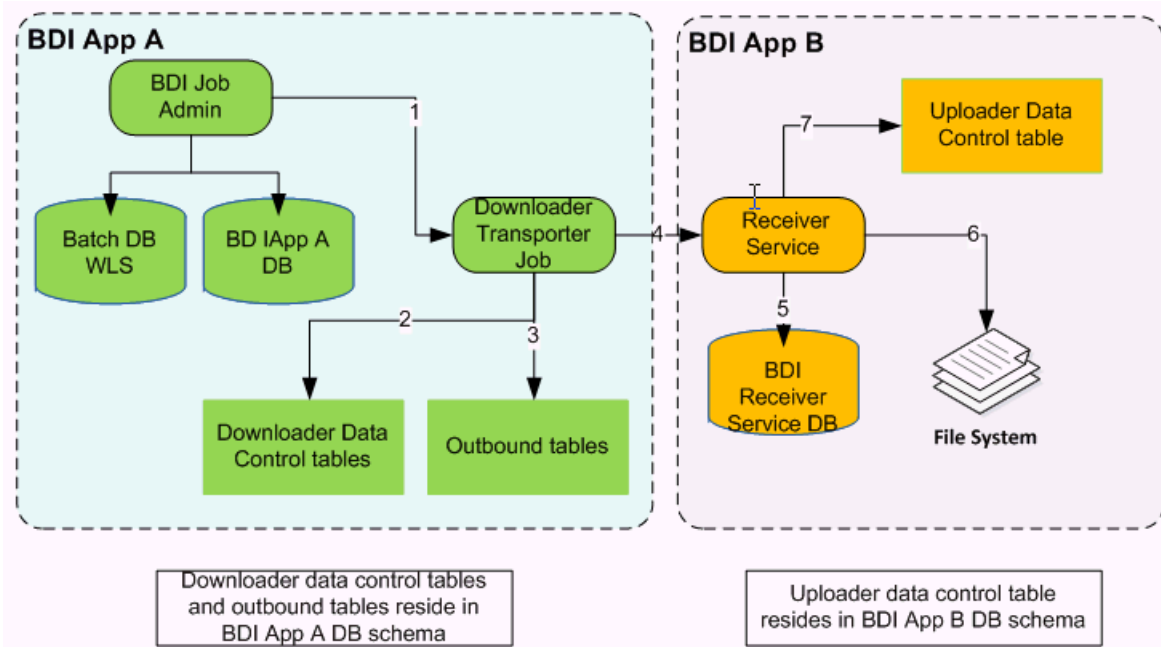 BDI App A
BDI Job
Admin
1
Batch DB
WLS
BD IApp A
DB
Downloader
Transporter
Job
2
3
Downloader Data
Control tables
Outbound tables
4
BDI App B
Uploader Data
Control table
7
Receiver
Service
6
5
BDI
Receiver
Service DB
File System
Downloader data control tables
and outbound tables reside in
BDI App A DB schema
Uploader data control table
resides in BDI App B DB schema